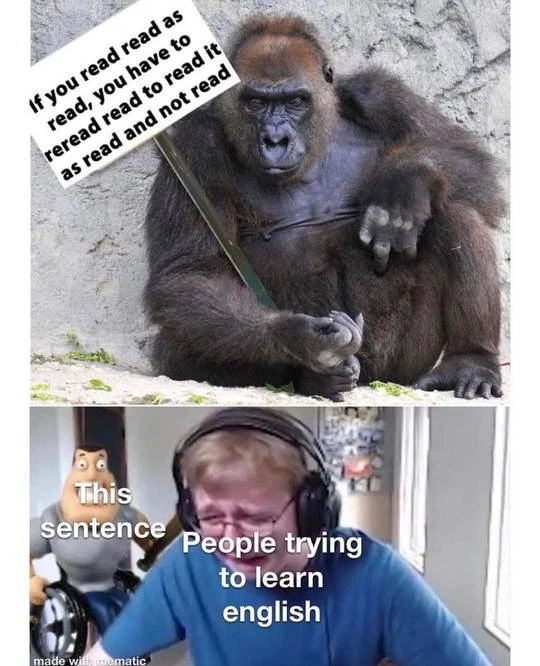 If you read read as
read, you have to
reread read to read it
as read and not read
This
sentence
People trying
to learn
english
made with mematic